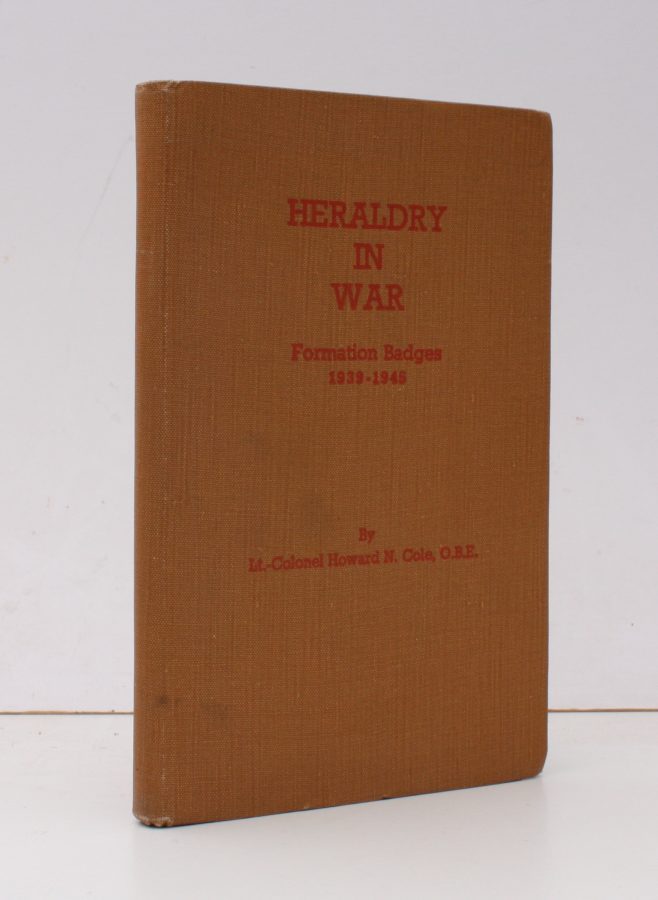 HERALDRY
IN
WAR
Formation Badges
1939-1945
By
Lt.-Colonel Howard N. Cole, O.B.E.